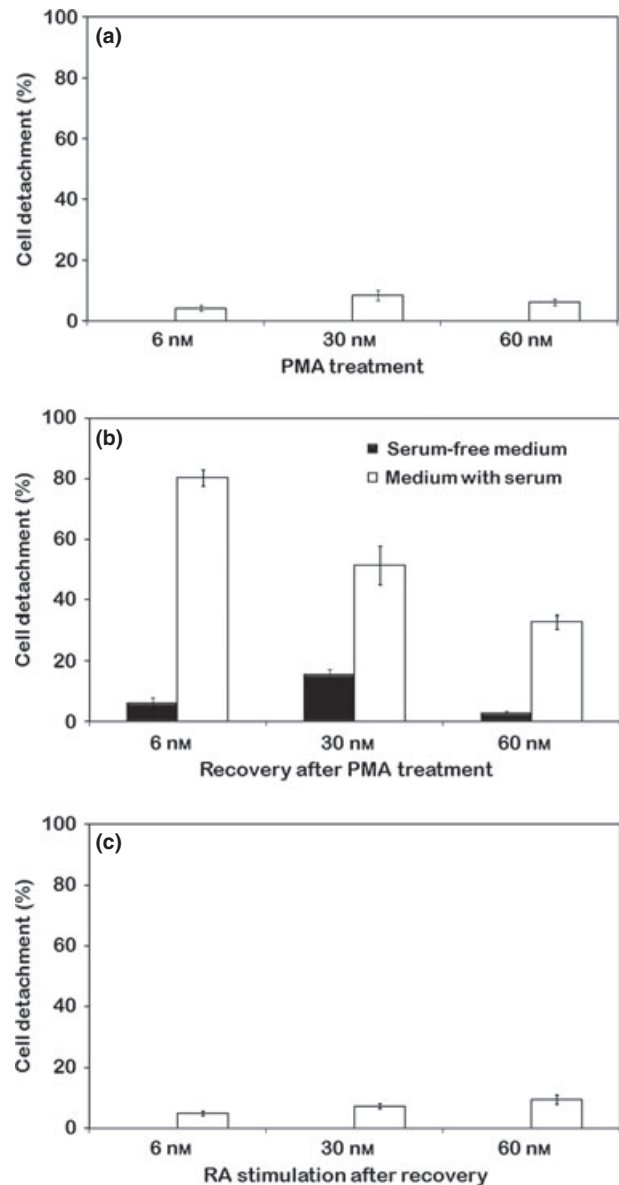 (a)
Cell detachment (%)
100
80
60
40
20
0
6 nM
30 nM
60 nM
PMA treatment
(b)
Cell detachment (%)
100
80
60
40
20
0
Serum-free medium
Medium with serum
6 nM
30 nM
60 nM
Recovery after PMA treatment
(c)
Cell detachment (%)
100
80
60
40
20
0
6 nM
30 nM
60 nM
RA stimulation after recovery